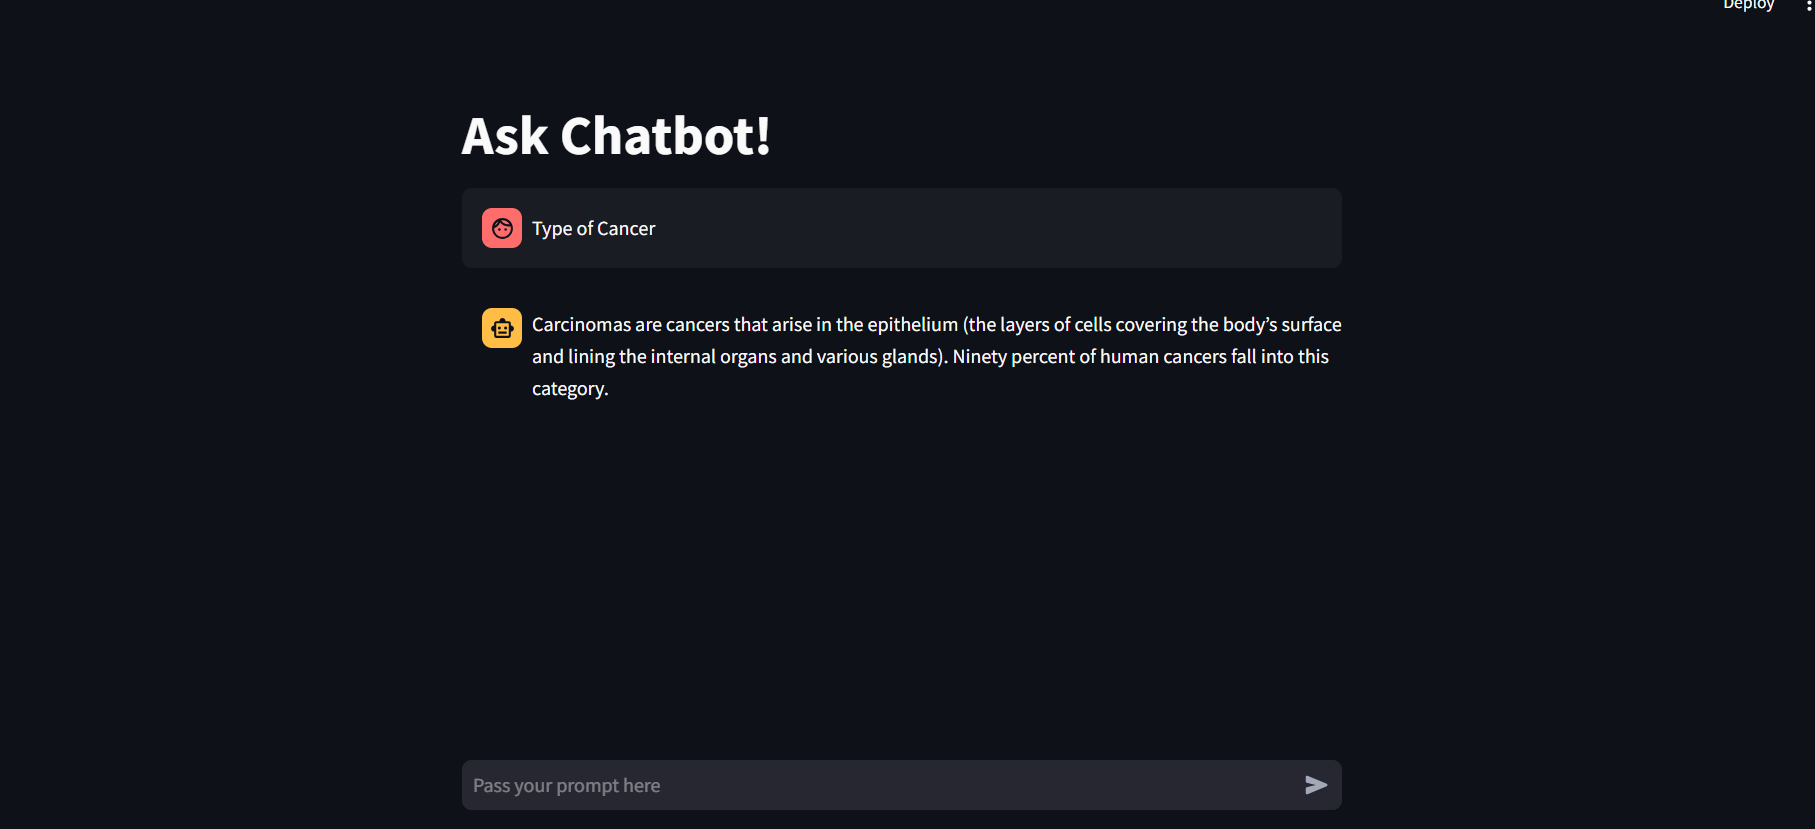 Deploy
Ask Chatbot!
Type of Cancer
Carcinomas are cancers that arise in the epithelium (the layers of cells covering the body’s surface
and lining the internal organs and various glands). Ninety percent of human cancers fall into this
category.
Pass your prompt here